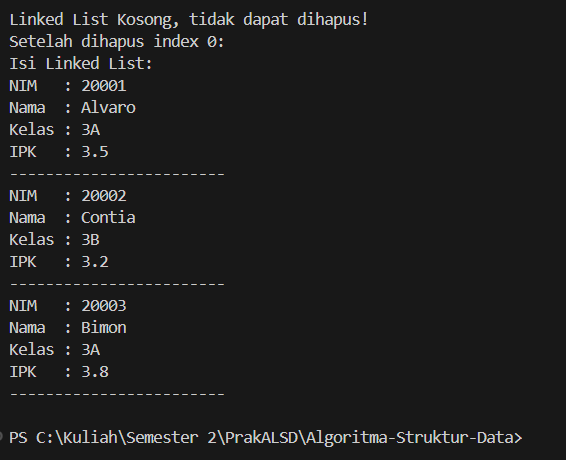 Linked List Kosong, tidak dapat dihapus!
Setelah dihapus index 0:
Isi Linked List:
NIM   : 20001
Nama  : Alvaro
Kelas : 3A
IPK   : 3.5
------------------------
NIM   : 20002
Nama  : Contia
Kelas : 3B
IPK   : 3.2
------------------------
NIM   : 20003
Nama  : Bimon
Kelas : 3A
IPK   : 3.8
------------------------
PS C:\Kuliah\Semester 2\PrakALSD\Algoritma-Struktur-Data>